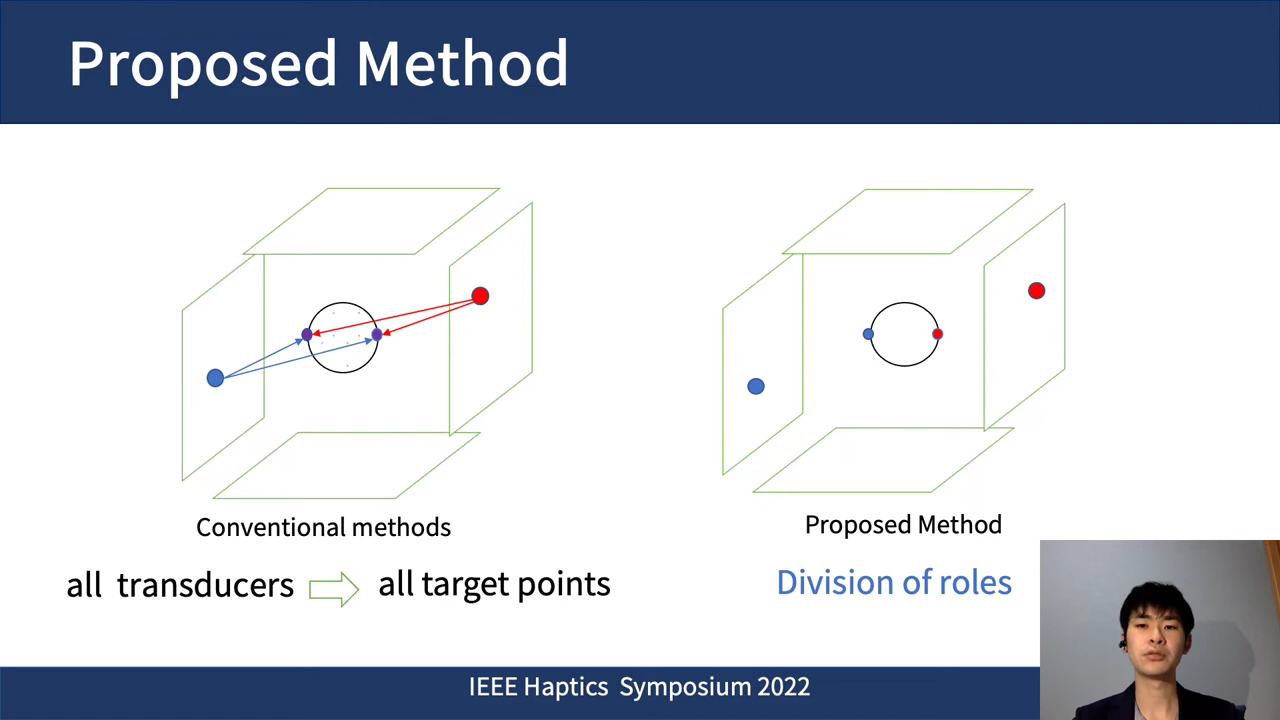 Proposed Method
Conventional methods
all transducers
all target points
Proposed Method
Division of roles
IEEE Haptics Symposium 2022